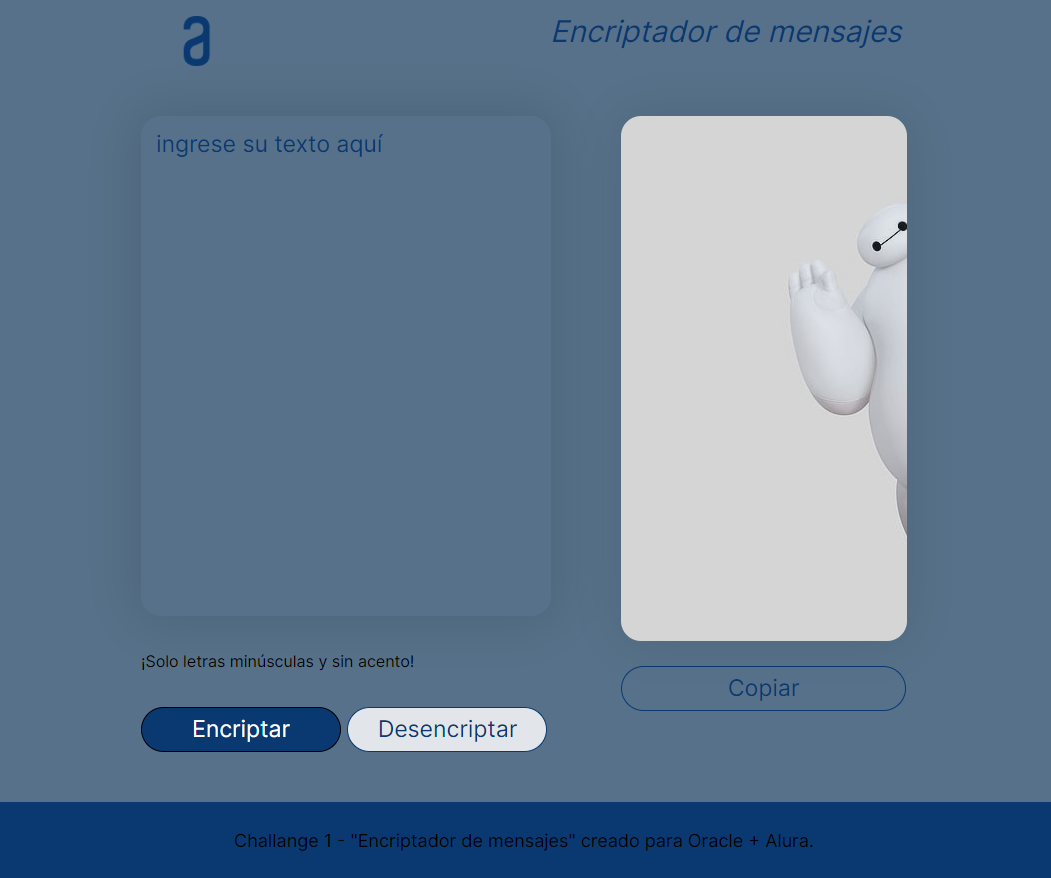 a
Encriptador de mensajes
ingrese su texto aquí
¡Solo letras minúsculas y sin acento!
Encriptar
Desencriptar
Copiar
Challange 1 - "Encriptador de mensajes" creado para Oracle + Alura.